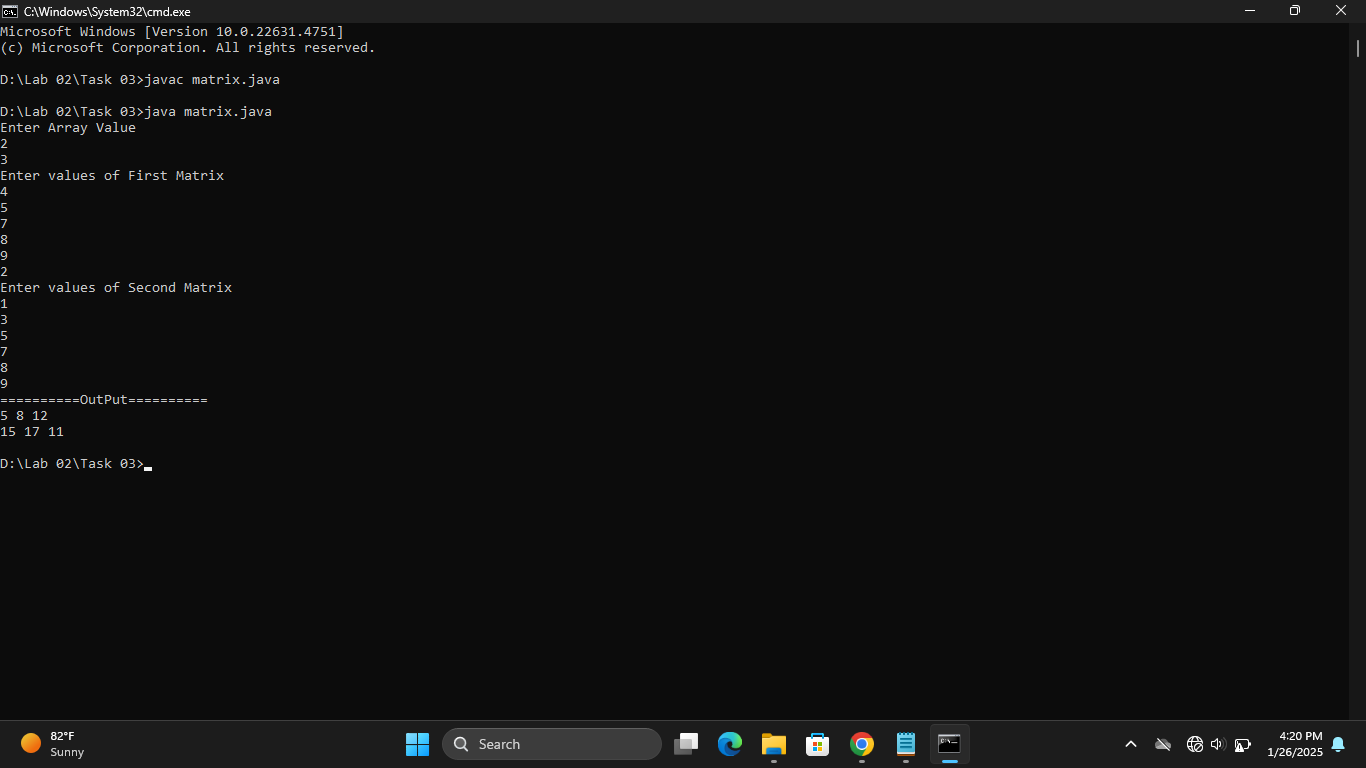 C:\Windows\System32\cmd.exe
Microsoft Windows [Version 10.0.22631.4751]
(c) Microsoft Corporation. All rights reserved.
D:\Lab 02\Task 03>javac matrix.java
D:\Lab 02\Task 03>java matrix.java
Enter Array Value
2
3
Enter values of First Matrix
4
5
7
8
9
2
Enter values of Second Matrix
1
3
5
7
8
9
==========OutPut==========
5 8 12
15 17 11
D:\Lab 02\Task 03>
82°F
Sunny
Search
4:20 PM
1/26/2025